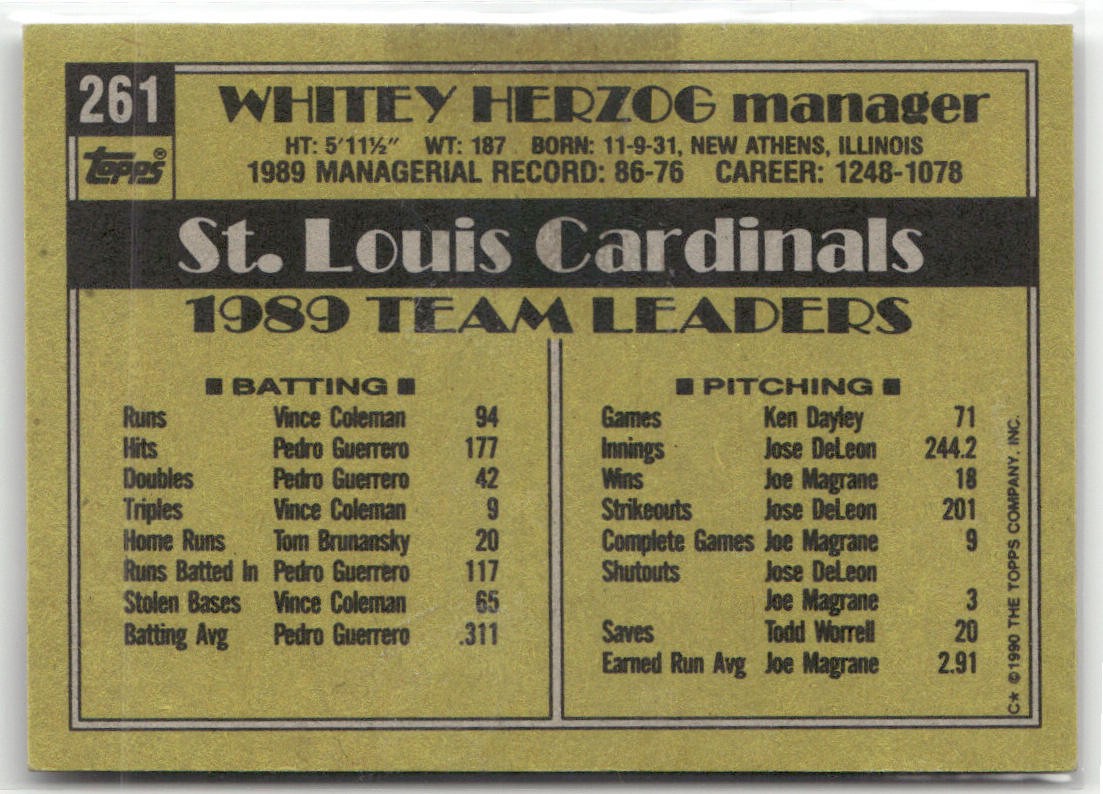 261
topps®
WHITEY HERZOG manager
HT: 5'11½" WT: 187 BORN: 11-9-31, NEW ATHENS, ILLINOIS
1989 MANAGERIAL RECORD: 86-76 CAREER: 1248-1078
St. Louis Cardinals
1989 TEAM LEADERS
BATTING
Runs Vince Coleman 94
Hits Pedro Guerrero 177
Doubles Pedro Guerrero 42
Triples Vince Coleman 9
Home Runs Tom Brunansky 20
Runs Batted In Pedro Guerrero 117
Stolen Bases Vince Coleman 65
Batting Avg Pedro Guerrero .311
PITCHING
Games Ken Dayley 71
Innings Jose DeLeon 244.2
Wins Joe Magrane 18
Strikeouts Jose DeLeon 201
Complete Games Joe Magrane 9
Shutouts Jose DeLeon
Joe Magrane 3
Saves Todd Worrell 20
Earned Run Avg Joe Magrane 2.91
C★ ©1990 THE TOPPS COMPANY, INC.